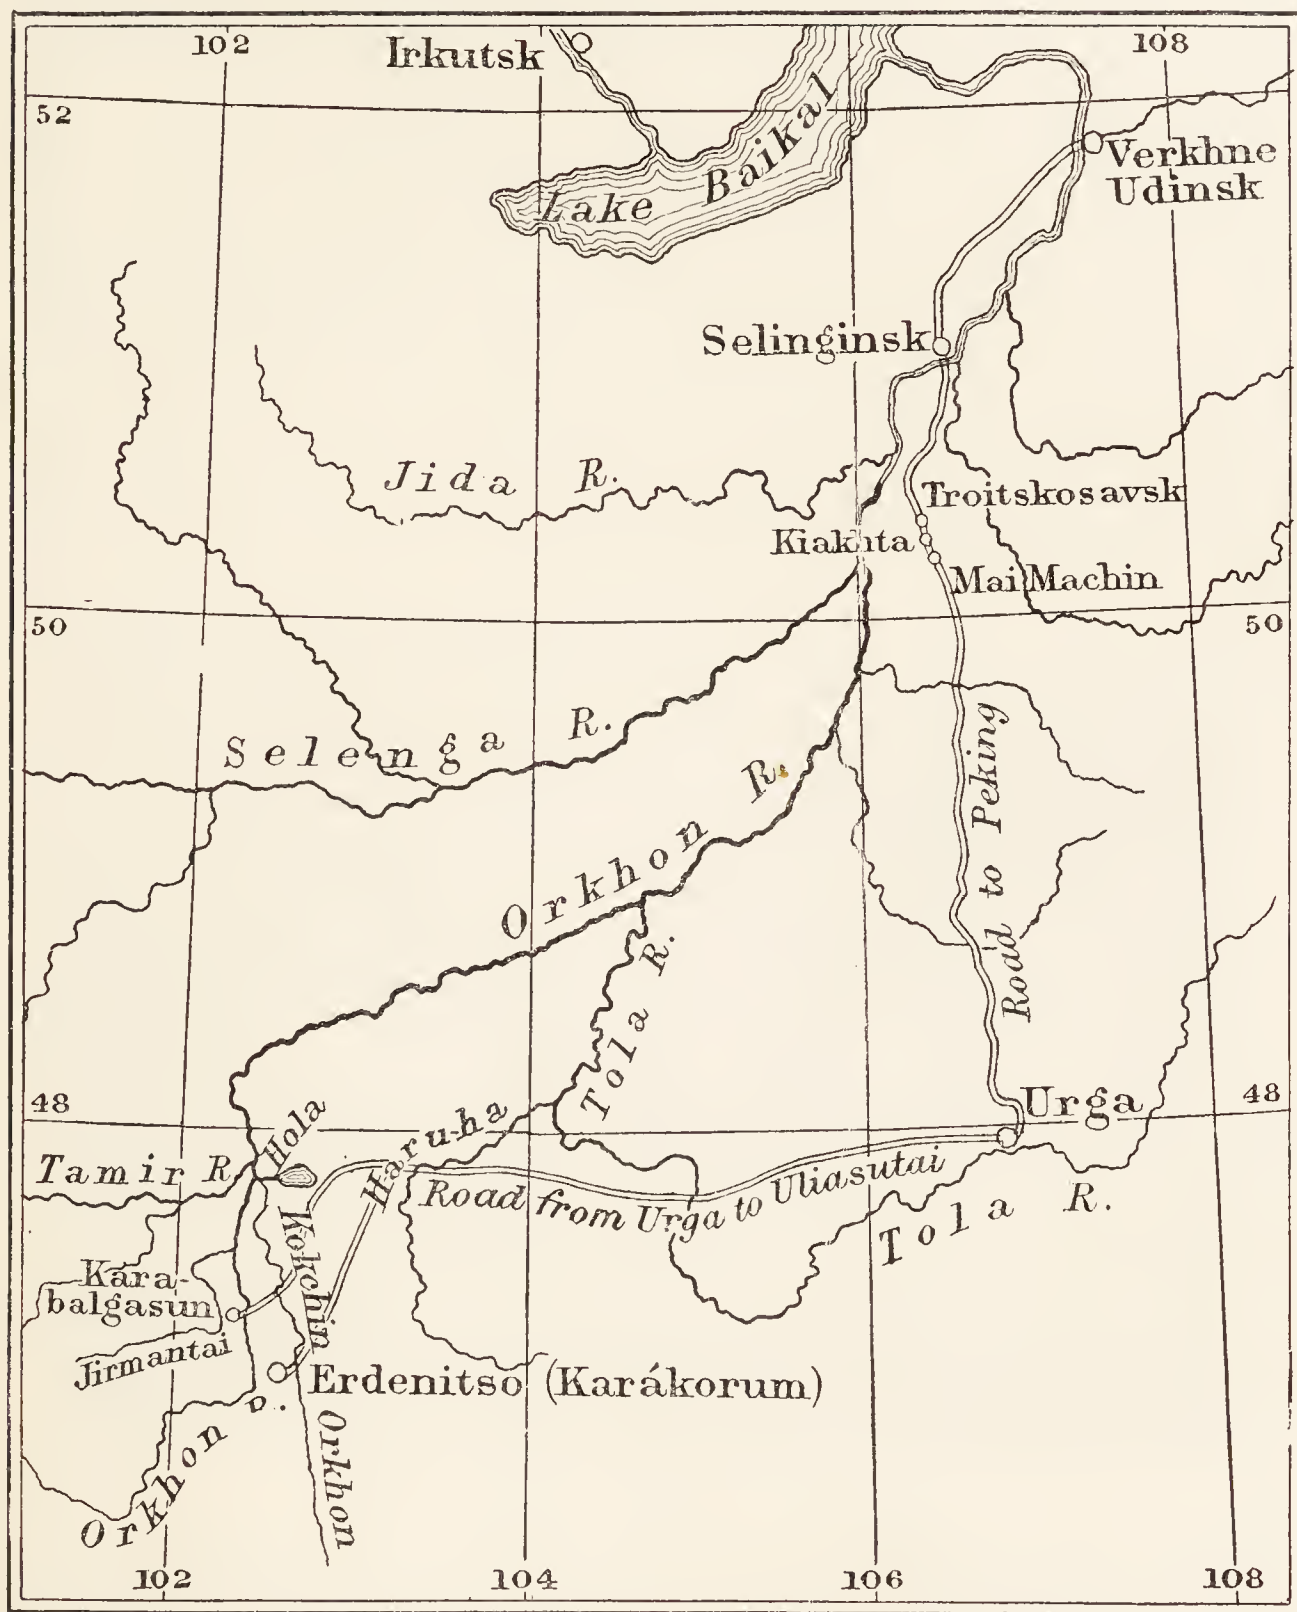 102
Irkutsk
108
52
Lake Baikal
Verkhne
Udinsk
Selinginsk
Jida R.
Troitskosavsk
Kiakhta
Mai Machin
50
50
Selenga R.
Orkhon R.
Road to Peking
Tola R.
48
48
Urga
Hola
Haru-ha
Tamir R
Road from Urga to Uliasutai
Tola R.
Kokchin
Orkhon
Kara-
balgasun
Jirmantai
Erdenitso (Karákorum)
Orkhon R.
102
104
106
108